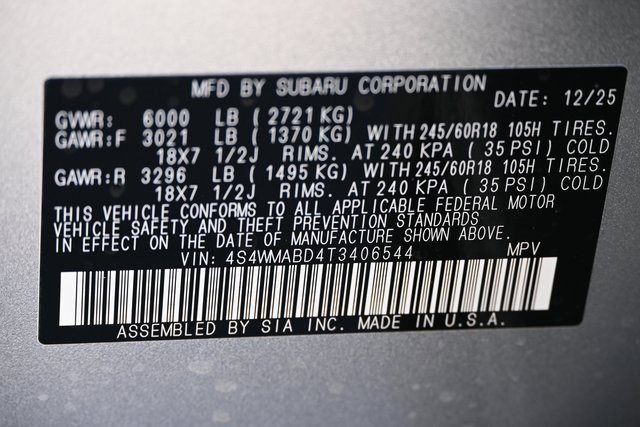 MFD BY SUBARU CORPORATION
DATE: 12/25
GVWR: 6000 LB ( 2721 KG)
GAWR:F 3021 LB ( 1370 KG) WITH 245/60R18 105H TIRES.
18X7 1/2J RIMS. AT 240 KPA ( 35 PSI) COLD
GAWR:R 3296 LB ( 1495 KG) WITH 245/60R18 105H TIRES.
18X7 1/2J RIMS. AT 240 KPA ( 35 PSI) COLD
THIS VEHICLE CONFORMS TO ALL APPLICABLE FEDERAL MOTOR
VEHICLE SAFETY AND THEFT PREVENTION STANDARDS
IN EFFECT ON THE DATE OF MANUFACTURE SHOWN ABOVE.
VIN: 4S4WMABD4T3406544 MPV
ASSEMBLED BY SIA INC. MADE IN U.S.A.